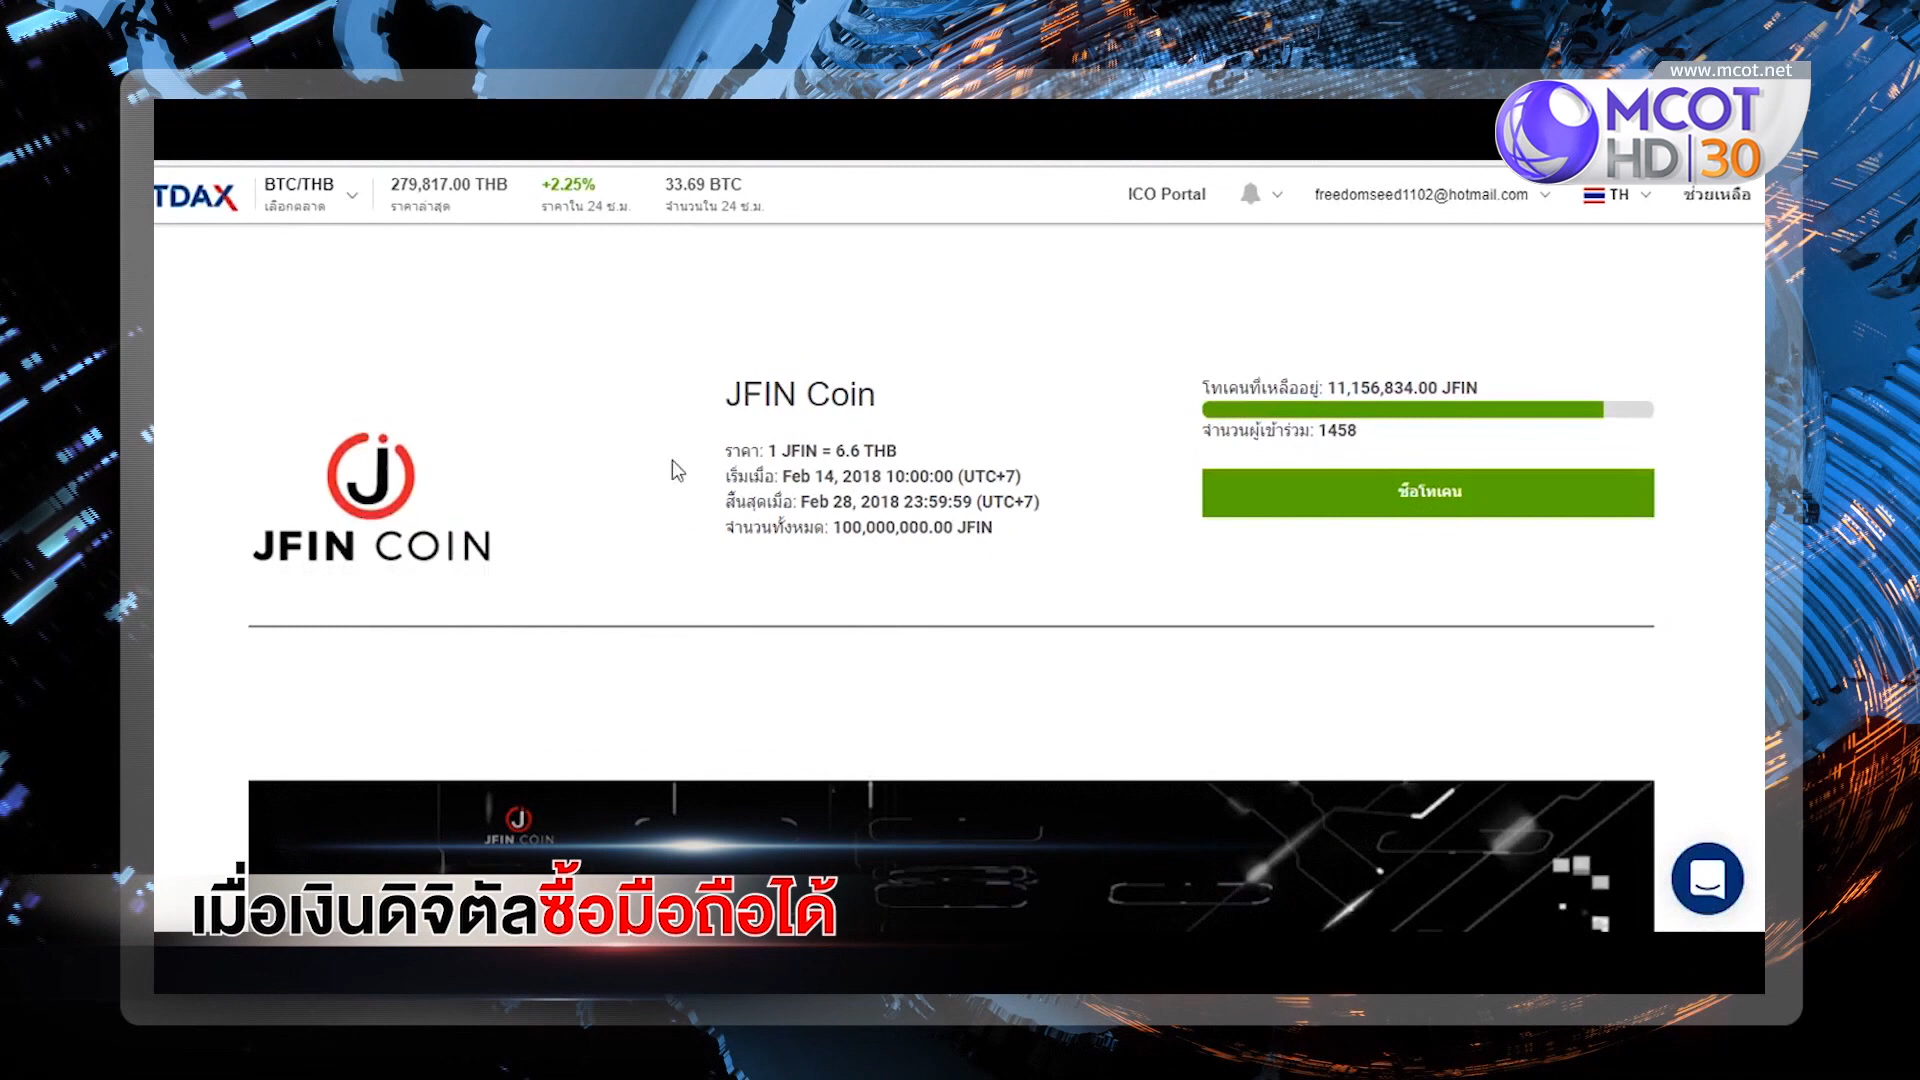 www.mcot.net
MCOT
HD|30
TDAX
BTC/THB
เลือกตลาด
279,817.00 THB
ราคาล่าสุด
+2.25%
ราคาใน 24 ช.ม.
33.69 BTC
จำนวนใน 24 ช.ม.
ICO Portal
freedomseed1102@hotmail.com
TH
ช่วยเหลือ
JFIN COIN
JFIN Coin
ราคา: 1 JFIN = 6.6 THB
เริ่มเมื่อ: Feb 14, 2018 10:00:00 (UTC+7)
สิ้นสุดเมื่อ: Feb 28, 2018 23:59:59 (UTC+7)
จำนวนทั้งหมด: 100,000,000.00 JFIN
โทเคนที่เหลืออยู่: 11,156,834.00 JFIN
จำนวนผู้เข้าร่วม: 1458
ซื้อโทเคน
JFIN COIN
เมื่อเงินดิจิตัลซื้อมือถือได้